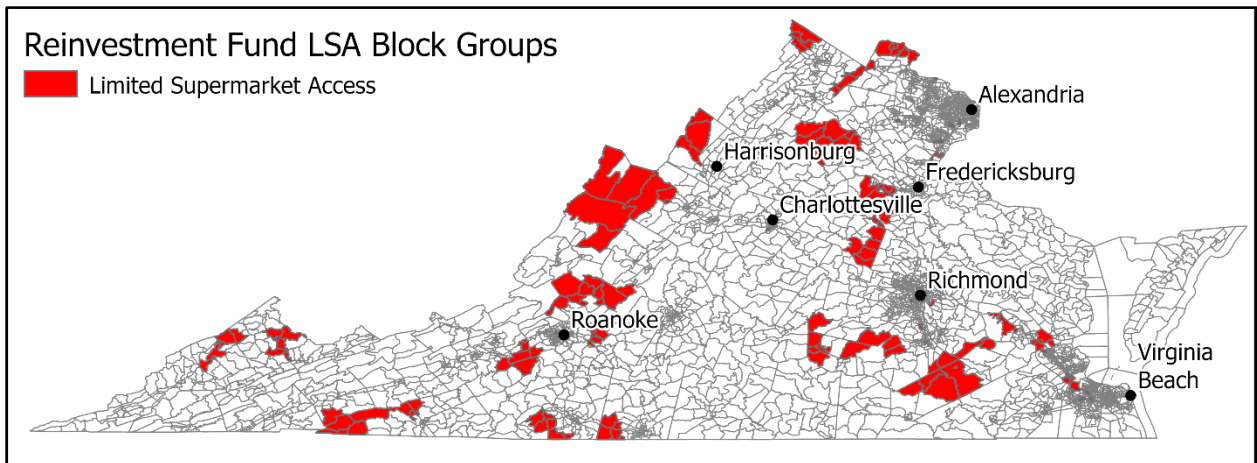 Reinvestment Fund LSA Block Groups
Limited Supermarket Access
Alexandria
Harrisonburg
Fredericksburg
Charlottesville
Richmond
Roanoke
Virginia
Beach